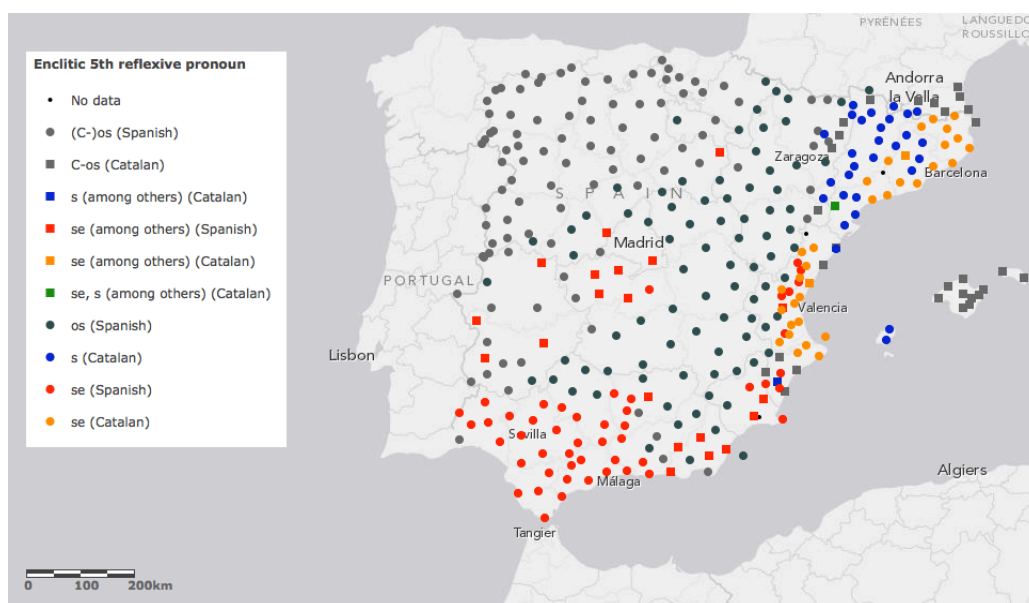 PYRÉNÉES
LANGUEDO
ROUSSILLO
Enclitic 5th reflexive pronoun
No data
(C-)os (Spanish)
C-os (Catalan)
s (among others) (Catalan)
se (among others) (Spanish)
se (among others) (Catalan)
se, s (among others) (Catalan)
os (Spanish)
s (Catalan)
se (Spanish)
se (Catalan)
Andorra
la Vella
Zaragoza
Barcelona
SPAIN
Madrid
PORTUGAL
Valencia
Lisbon
Sevilla
Málaga
Algiers
Tangier
0 100 200km